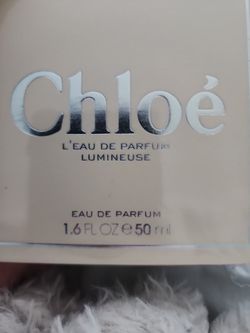 Chloé
L'EAU DE PARFUM
LUMINEUSE
EAU DE PARFUM
1.6 FL OZ ℮ 50 ml